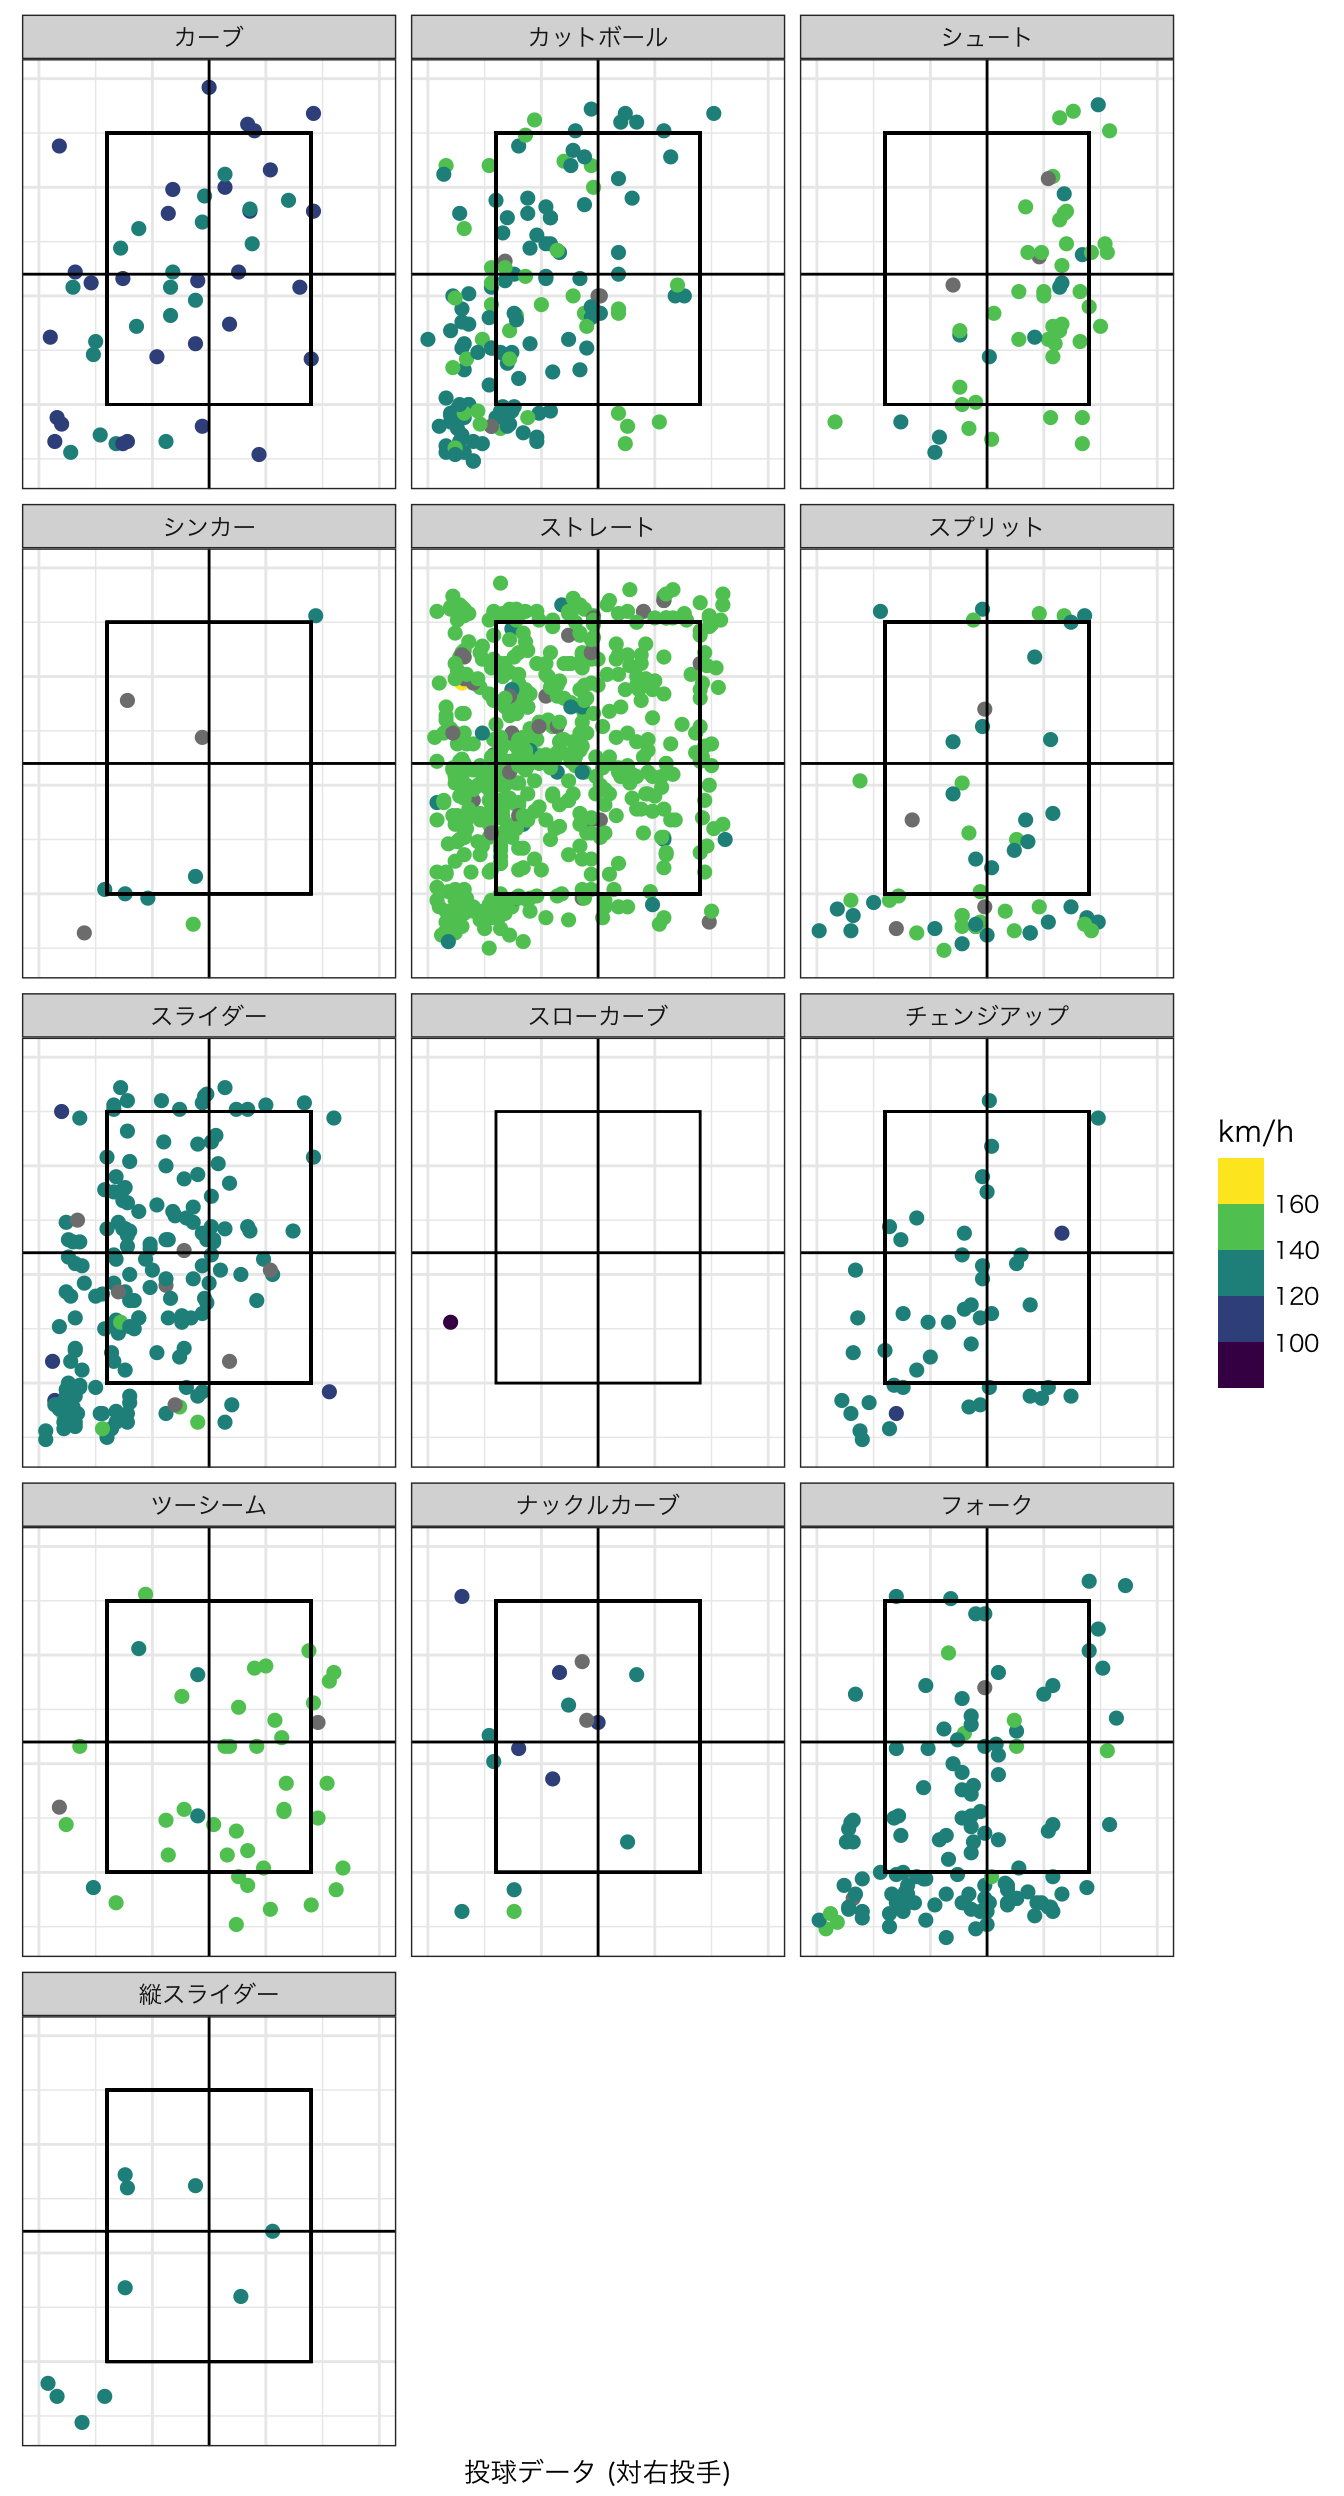 カーブ
カットボール
シュート
シンカー
ストレート
スプリット
スライダー
スローカーブ
チェンジアップ
km/h
160
140
120
100
ツーシーム
ナックルカーブ
フォーク
縦スライダー
投球データ (対右投手)